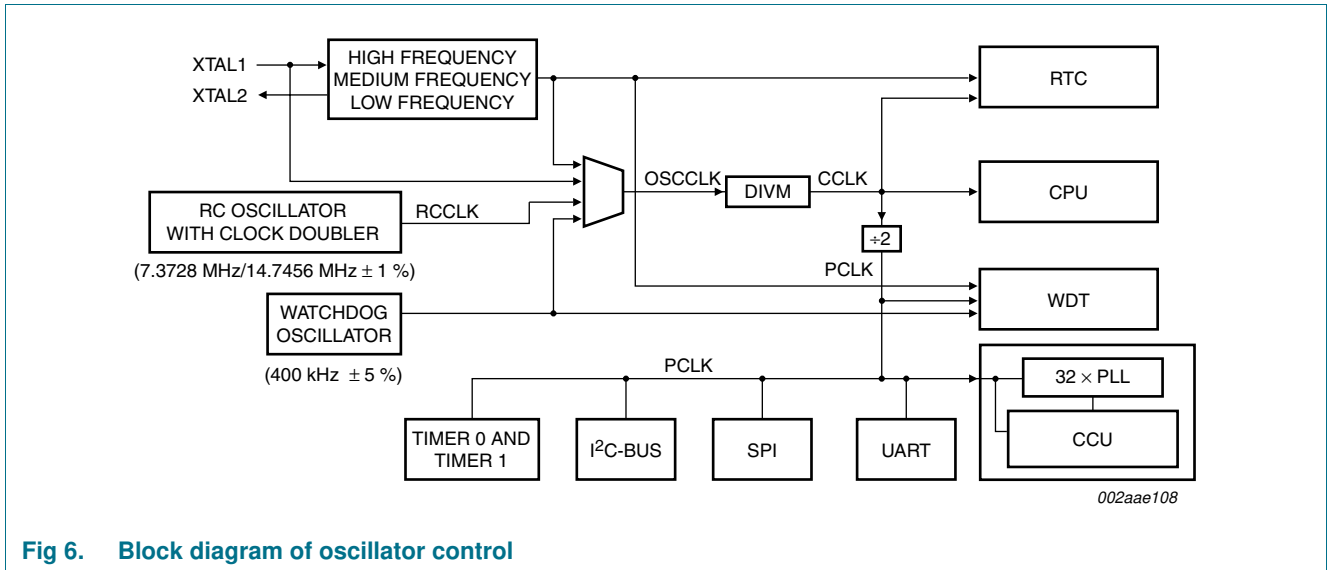 XTAL1
XTAL2
HIGH FREQUENCY
MEDIUM FREQUENCY
LOW FREQUENCY
RTC
OSCCLK
DIVM
CCLK
CPU
RC OSCILLATOR
WITH CLOCK DOUBLER
RCCLK
(7.3728 MHz/14.7456 MHz ± 1 %)
÷2
PCLK
WDT
WATCHDOG
OSCILLATOR
(400 kHz ± 5 %)
PCLK
32 × PLL
CCU
TIMER 0 AND
TIMER 1
I²C-BUS
SPI
UART
002aae108
Fig 6. Block diagram of oscillator control